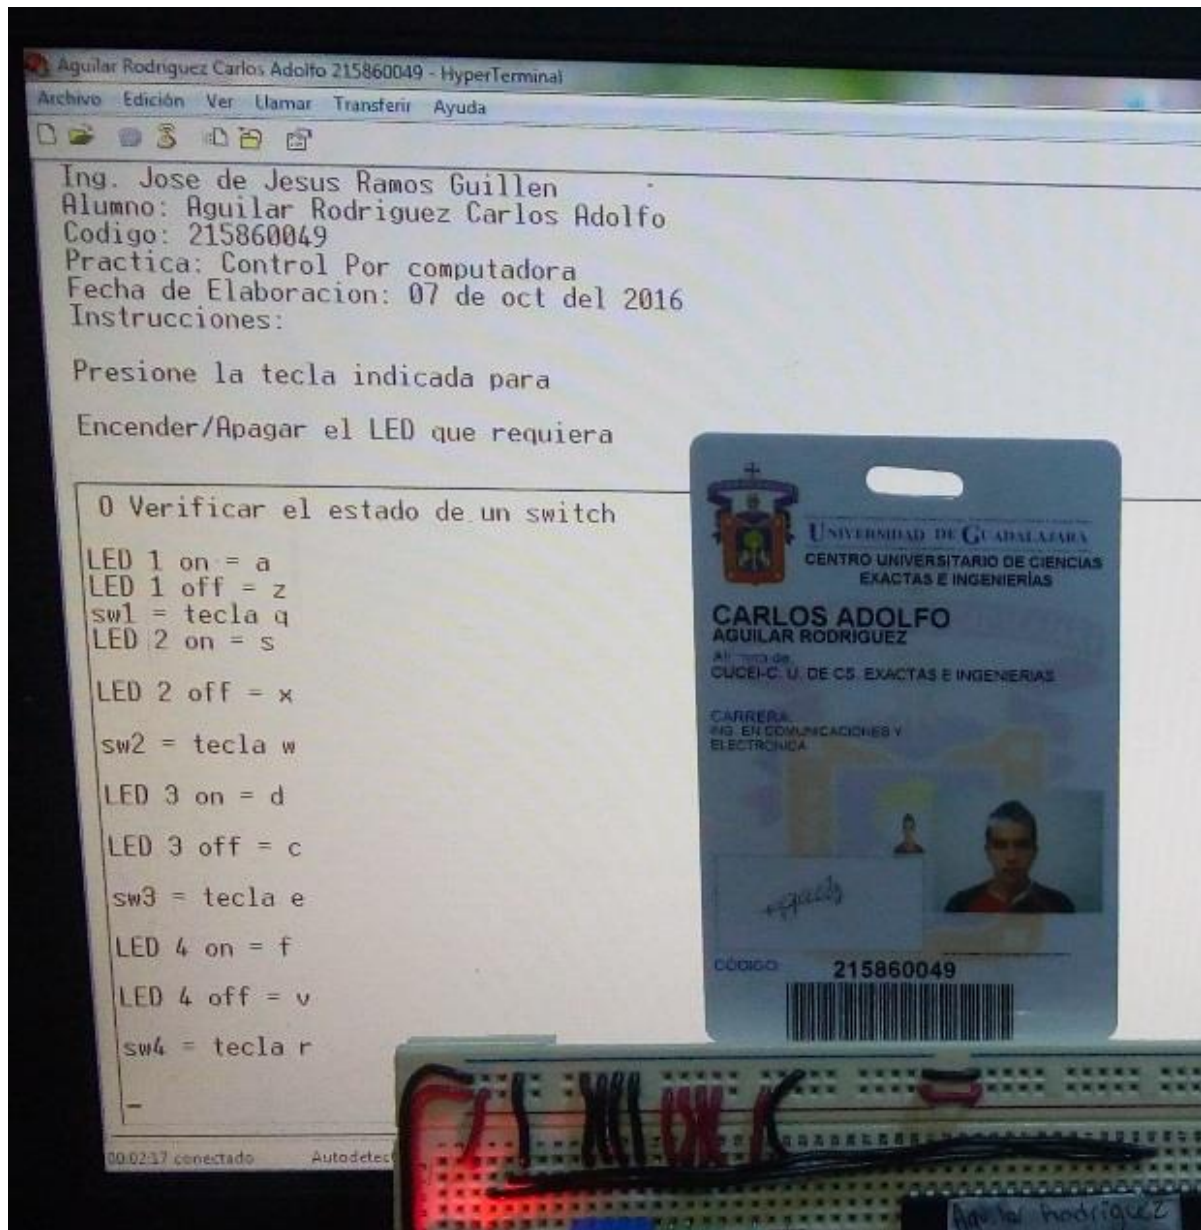 Aguilar Rodriguez Carlos Adolfo 215860049 - HyperTerminal
Archivo Edición Ver Llamar Transferir Ayuda
Ing. Jose de Jesus Ramos Guillen
Alumno: Aguilar Rodriguez Carlos Adolfo
Codigo: 215860049
Practica: Control Por computadora
Fecha de Elaboracion: 07 de oct del 2016
Instrucciones:
Presione la tecla indicada para
Encender/Apagar el LED que requiera
O Verificar el estado de un switch
LED 1 on = a
LED 1 off = z
sw1 = tecla q
LED 2 on = s
LED 2 off = x
sw2 = tecla w
LED 3 on = d
LED 3 off = c
sw3 = tecla e
LED 4 on = f
LED 4 off = v
sw4 = tecla r
00:02:17 conectado Autodetec
UNIVERSIDAD DE GUADALAJARA
CENTRO UNIVERSITARIO DE CIENCIAS
EXACTAS E INGENIERÍAS
CARLOS ADOLFO
AGUILAR RODRIGUEZ
CUCEI-C. U. DE CS. EXACTAS E INGENIERIAS
CARRERA:
ING. EN COMUNICACIONES Y
ELECTRONICA
CÓDIGO: 215860049
Aguilar Rodriguez